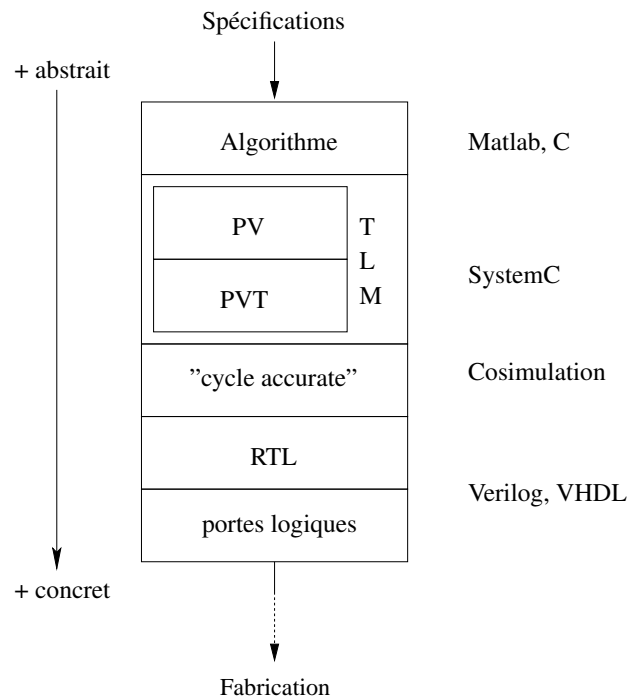 Spécifications
+ abstrait
Algorithme
Matlab, C
PV
T
L
M
PVT
SystemC
”cycle accurate”
Cosimulation
RTL
Verilog, VHDL
portes logiques
+ concret
Fabrication